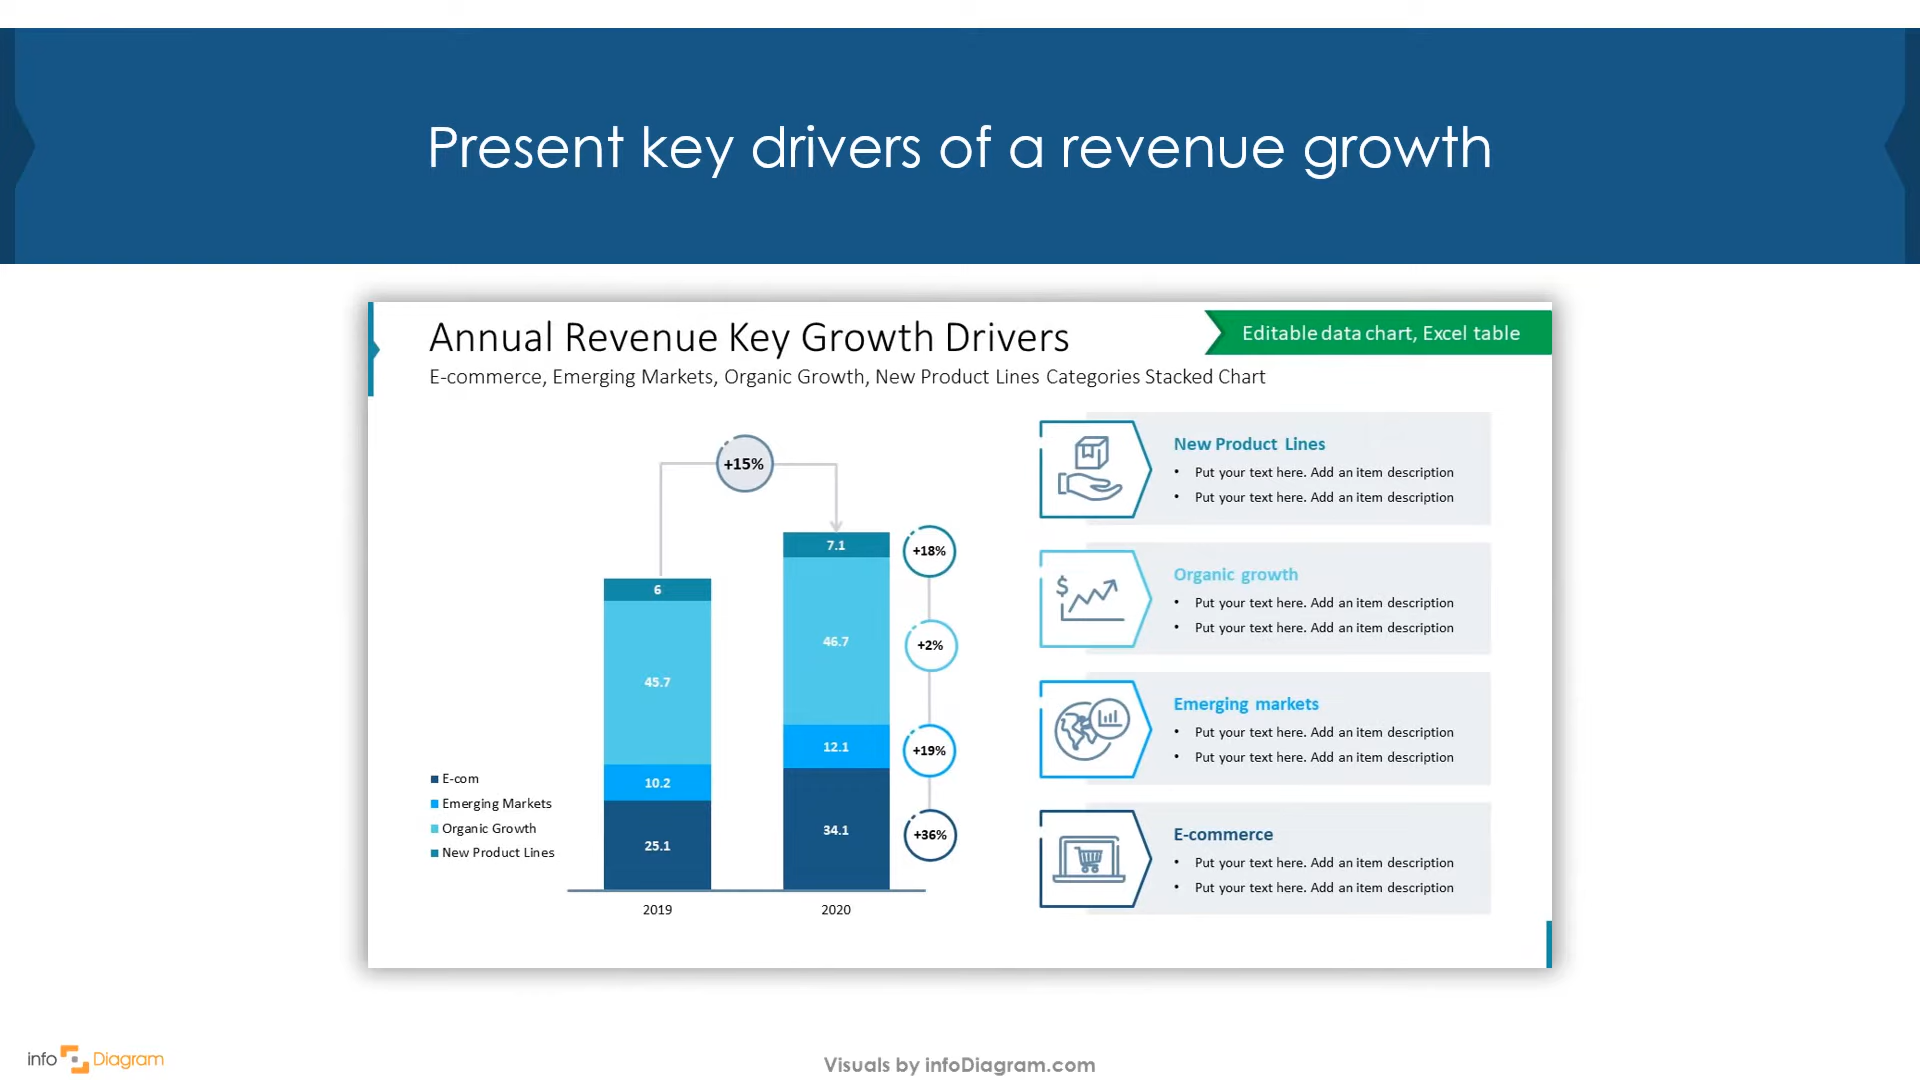 Present key drivers of a revenue growth
Annual Revenue Key Growth Drivers
Editable data chart, Excel table
E-commerce, Emerging Markets, Organic Growth, New Product Lines Categories Stacked Chart
+15%
6
45.7
10.2
25.1
2019
7.1
46.7
12.1
34.1
2020
+18%
+2%
+19%
+36%
E-com
Emerging Markets
Organic Growth
New Product Lines
New Product Lines
• Put your text here. Add an item description
• Put your text here. Add an item description
$
Organic growth
• Put your text here. Add an item description
• Put your text here. Add an item description
Emerging markets
• Put your text here. Add an item description
• Put your text here. Add an item description
E-commerce
• Put your text here. Add an item description
• Put your text here. Add an item description
info Diagram
Visuals by infoDiagram.com